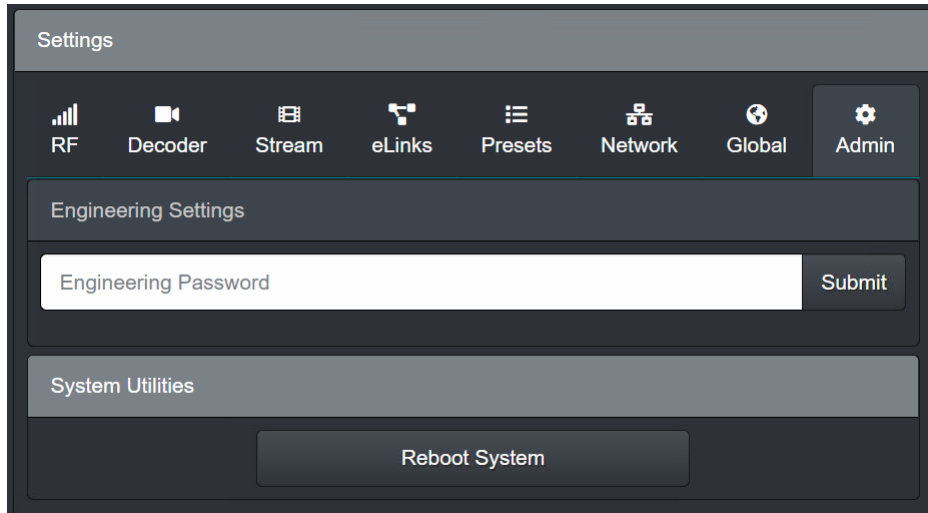 Settings
RF Decoder Stream eLinks Presets Network Global Admin
Engineering Settings
Engineering Password Submit
System Utilities
Reboot System